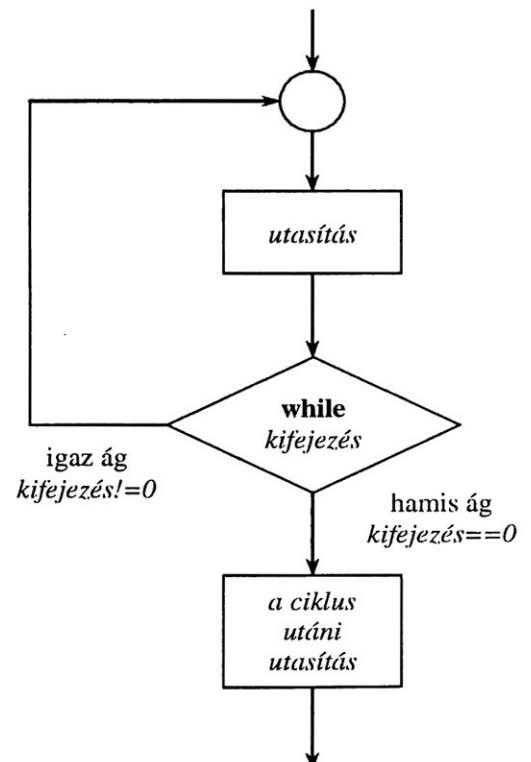 utasítás
while
kifejezés
igaz ág
kifejezés!=0
hamis ág
kifejezés==0
a ciklus
utáni
utasítás